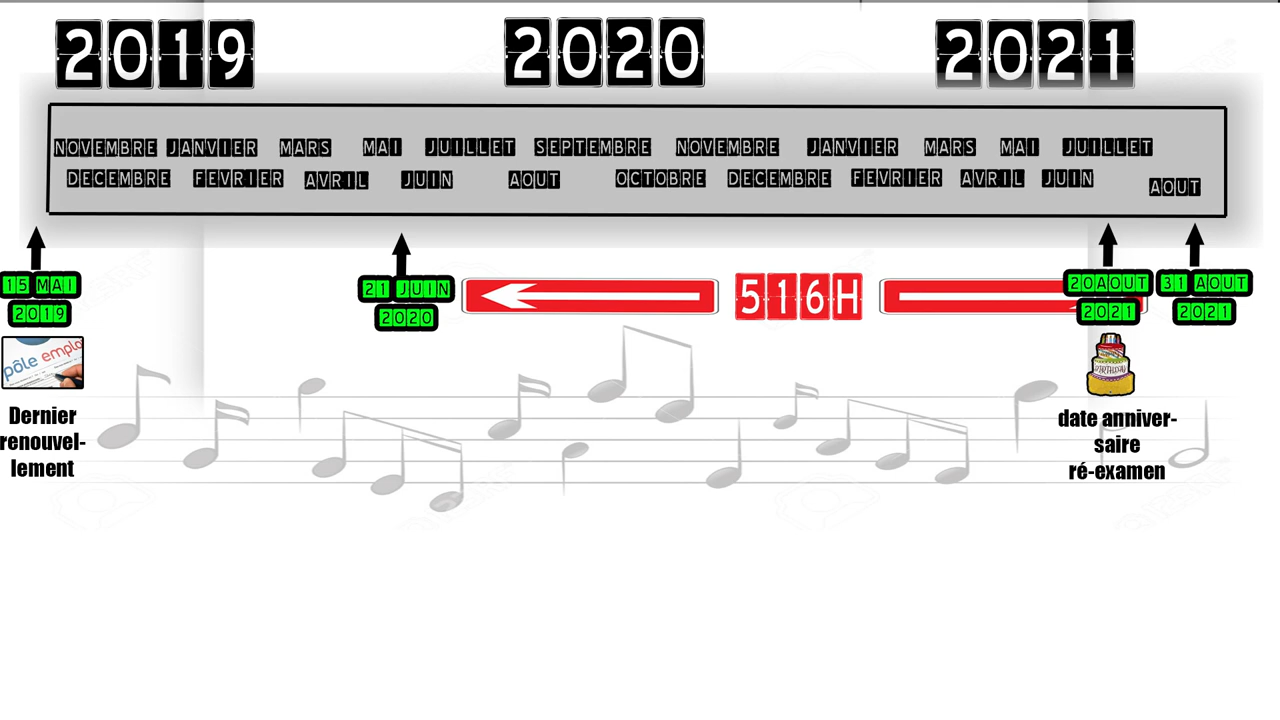 2019 2020 2021
NOVEMBRE JANVIER MARS MAI JUILLET SEPTEMBRE NOVEMBRE JANVIER MARS MAI JUILLET
DECEMBRE FEVRIER AVRIL JUIN AOUT OCTOBRE DECEMBRE FEVRIER AVRIL JUIN AOUT
15 MAI
2019
pôle emplo
Dernier
renouvel-
lement
21 JUIN
2020
516H
20AOUT
2021
BIRTHDAY
date anniver-
saire
ré-examen
31 AOUT
2021